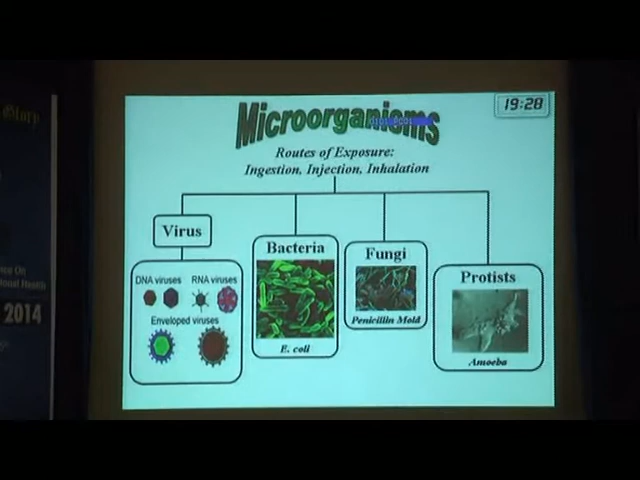 Story
2014
Microorganisms
19:28
Routes of Exposure:
Ingestion, Injection, Inhalation
Virus
Bacteria
Fungi
Protists
DNA viruses
RNA viruses
Enveloped viruses
E. coli
Penicillin Mold
Amoeba